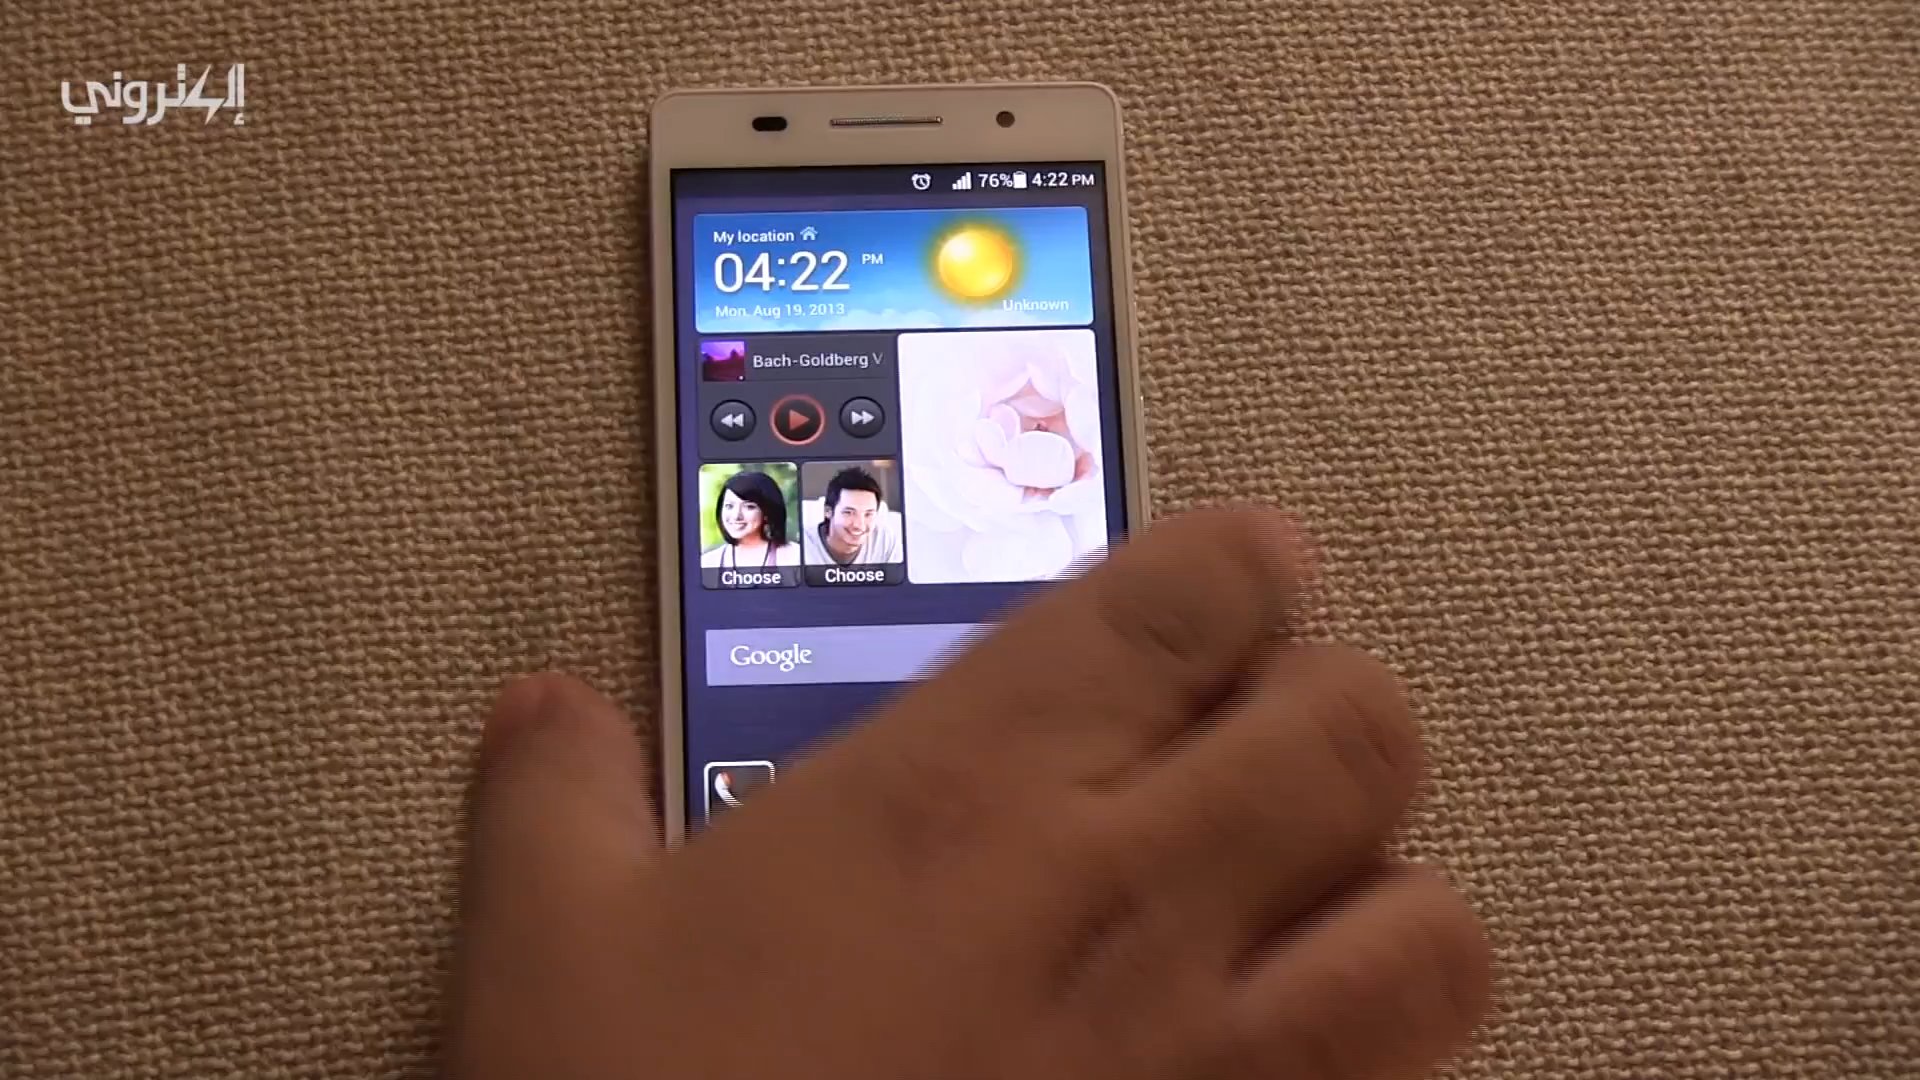 إلكتروني
76% 4:22 PM
My location
04:22 PM
Mon, Aug 19, 2013
Unknown
Bach-Goldberg V
Choose
Choose
Google